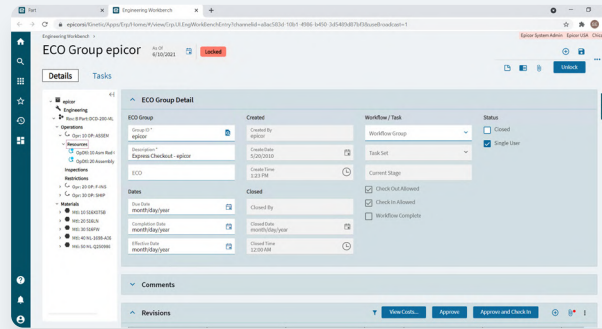 Part
Engineering Workbench
epicorsi/Kinetic/Apps/Erp/Home/#/view/Erp.UI.EngWorkbenchEntry?channelid=
Engineering Workbench >
Epicor System Admin Epicor USA
ECO Group epicor
As Of
6/10/2021
Locked
Unlock
Details
Tasks
epicor
Engineering
Operations
Resources
Inspections
Restrictions
Materials
ECO Group Detail
ECO Group
Created
Workflow / Task
Status
Group ID *
epicor
Created By
epicor
Workflow Group
Closed
Single User
Description *
Express Checkout - epicor
Create Date
5/20/2010
Task Set
ECO
Create Time
3:23 PM
Current Stage
Dates
Closed
Check Out Allowed
Check In Allowed
Workflow Complete
Due Date
month/day/year
Closed By
Completion Date
month/day/year
Closed Date
month/day/year
Effective Date
month/day/year
Closed Time
12:00 AM
Comments
Revisions
View Costs...
Approve
Approve and Check In